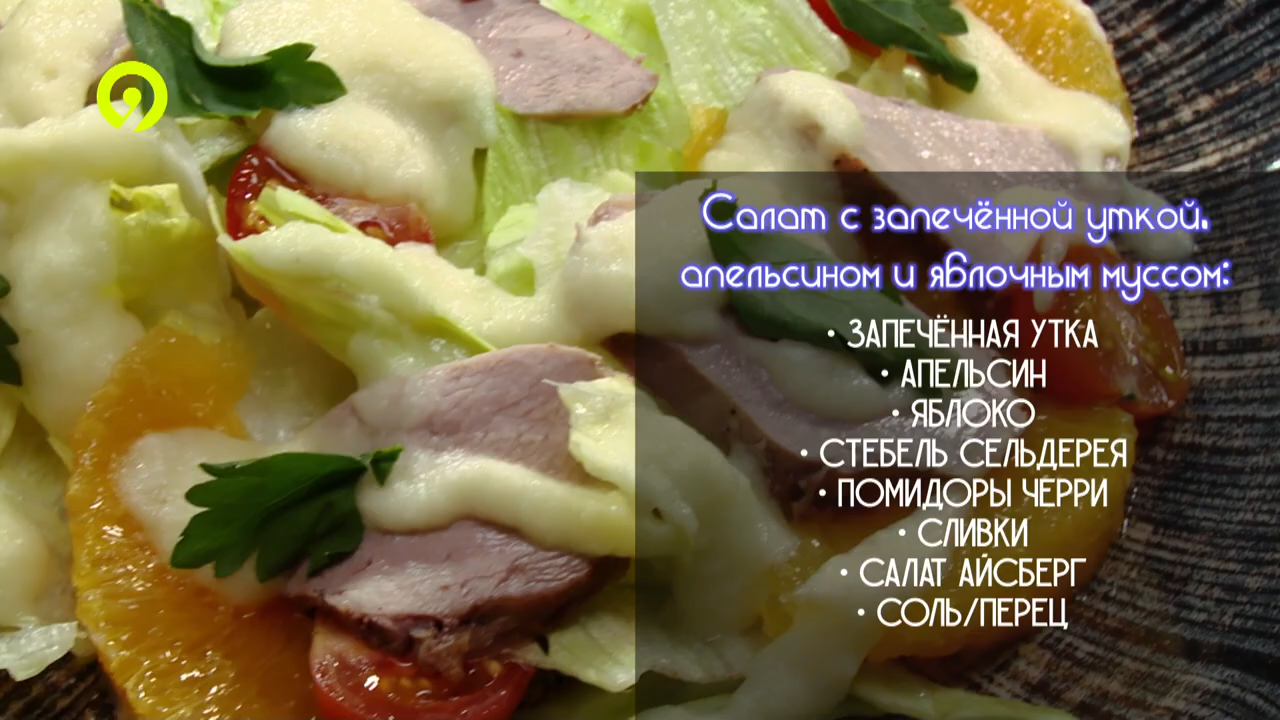 Салат с запечённой уткой,
апельсином и яблочным муссом:
• ЗАПЕЧЁННАЯ УТКА
• АПЕЛЬСИН
• ЯБЛОКО
• СТЕБЕЛЬ СЕЛЬДЕРЕЯ
• ПОМИДОРЫ ЧЕРРИ
• СЛИВКИ
• САЛАТ АЙСБЕРГ
• СОЛЬ/ПЕРЕЦ